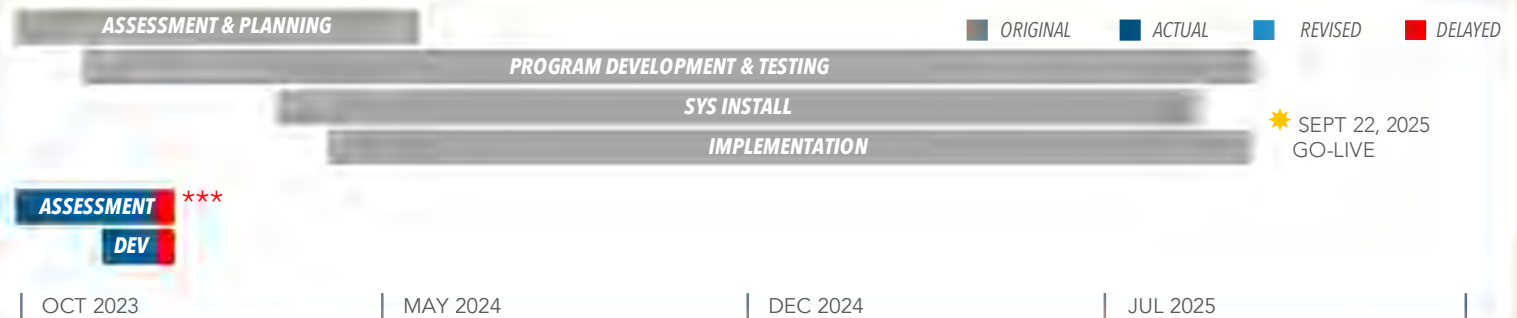 ASSESSMENT & PLANNING
ORIGINAL ACTUAL REVISED DELAYED
PROGRAM DEVELOPMENT & TESTING
SYS INSTALL
SEPT 22, 2025
GO-LIVE
IMPLEMENTATION
ASSESSMENT ***
DEV
OCT 2023 MAY 2024 DEC 2024 JUL 2025